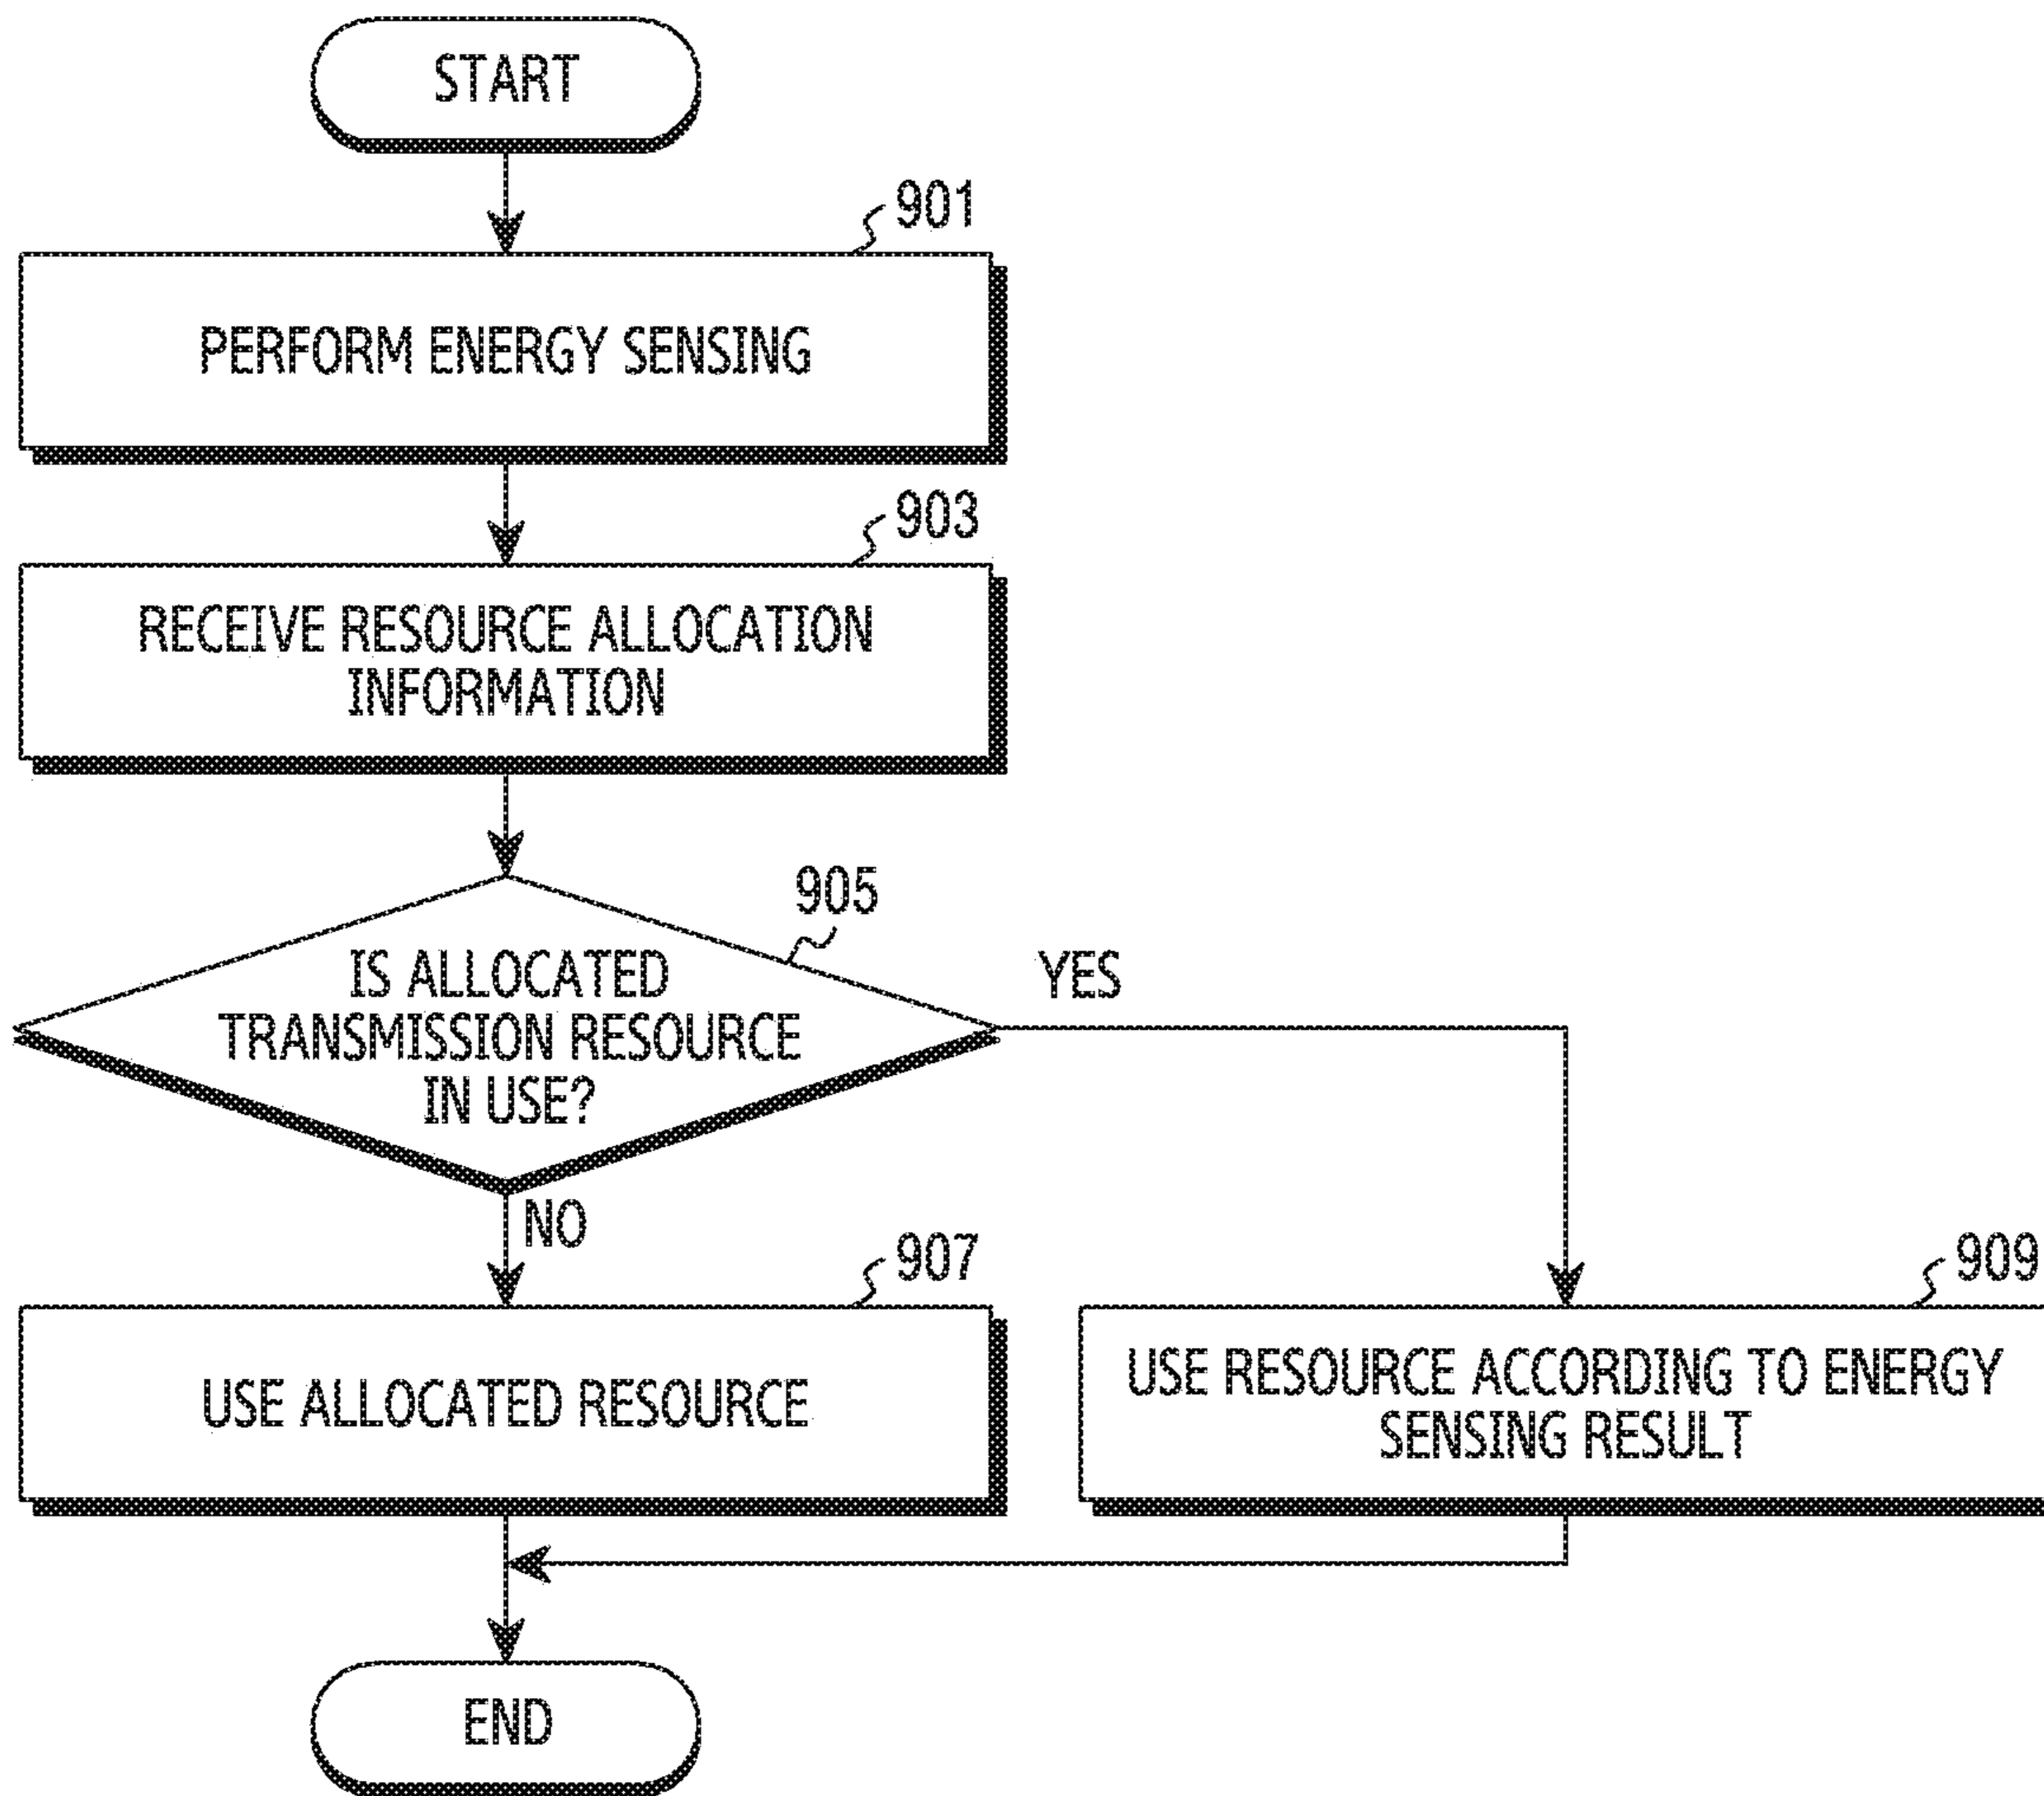 START
901
PERFORM ENERGY SENSING
903
RECEIVE RESOURCE ALLOCATION
INFORMATION
905
IS ALLOCATED
TRANSMISSION RESOURCE
IN USE?
YES
NO
907
USE ALLOCATED RESOURCE
909
USE RESOURCE ACCORDING TO ENERGY
SENSING RESULT
END